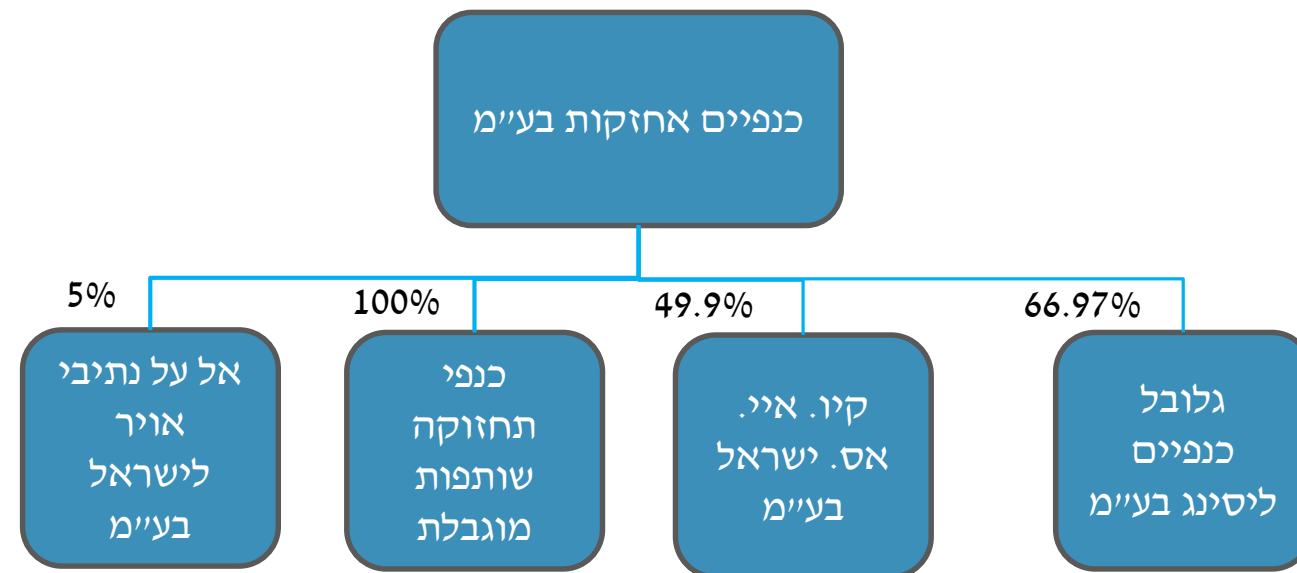 כנפיים אחזקות בע״מ
66.97%
49.9%
100%
5%
גלובל
כנפיים
ליסינג בע״מ
קיו. איי.
אס. ישראל
בע״מ
כנפי
תחזוקה
שותפות
מוגבלת
אל על נתיבי
אויר
לישראל
בע״מ